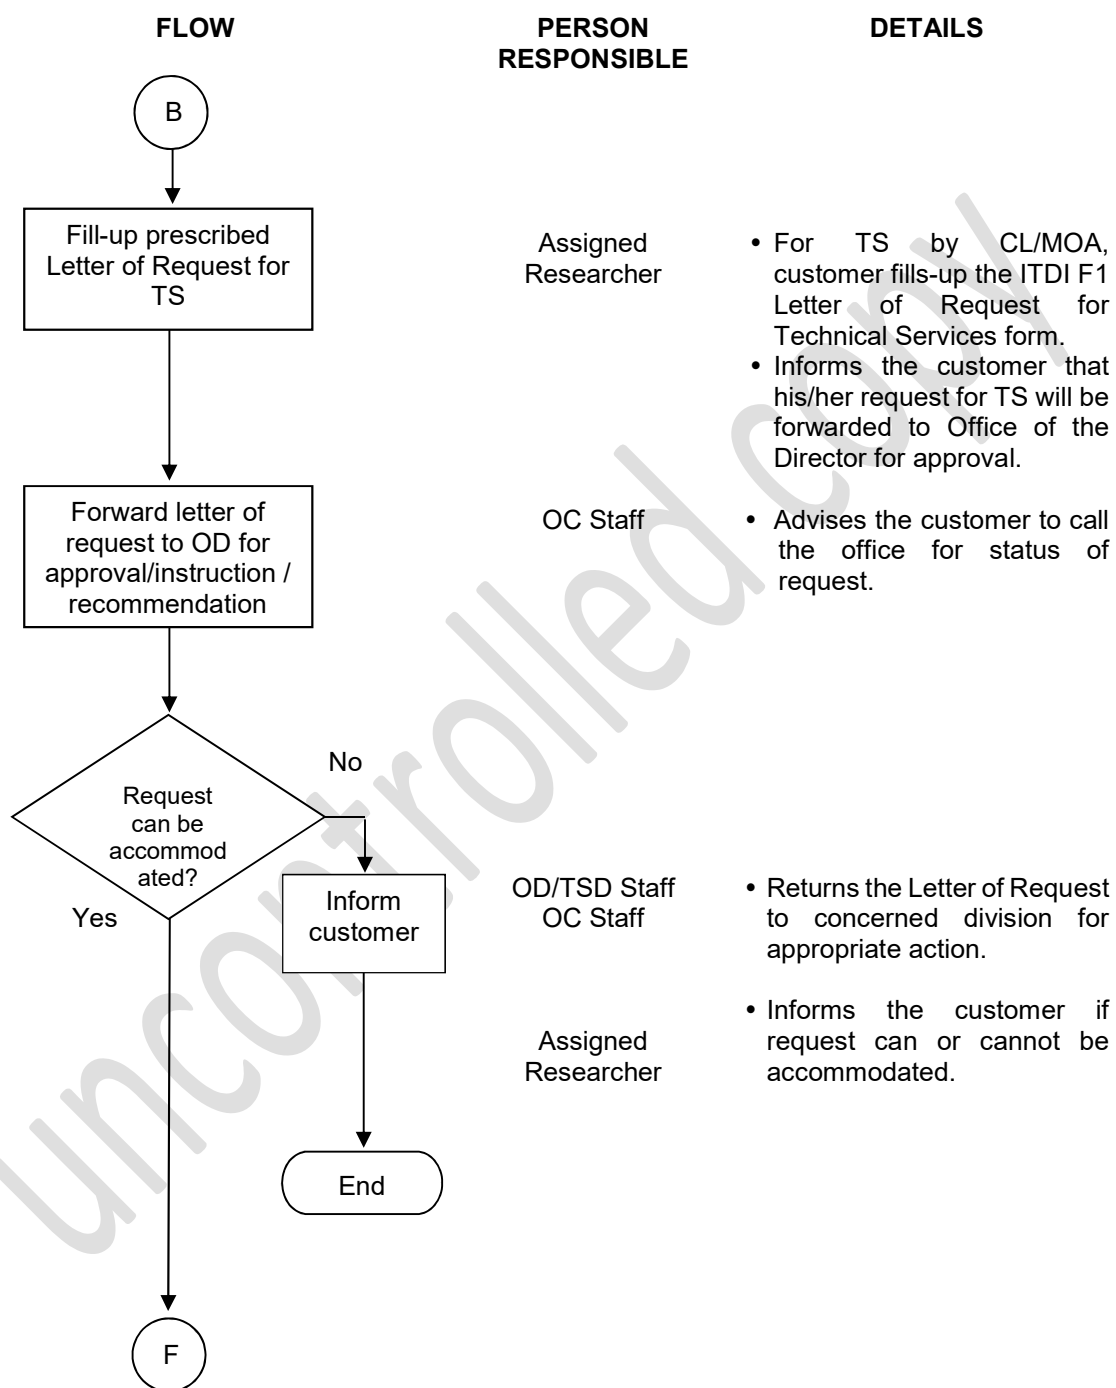 FLOW
PERSON
RESPONSIBLE
DETAILS
B
Fill-up prescribed
Letter of Request for
TS
Assigned
Researcher
• For TS by CL/MOA,
customer fills-up the ITDI F1
Letter of Request for
Technical Services form.
• Informs the customer that
his/her request for TS will be
forwarded to Office of the
Director for approval.
Forward letter of
request to OD for
approval/instruction /
recommendation
OC Staff
• Advises the customer to call
the office for status of
request.
No
Request
can be
accommod
ated?
Yes
Inform
customer
OD/TSD Staff
OC Staff
• Returns the Letter of Request
to concerned division for
appropriate action.
Assigned
Researcher
• Informs the customer if
request can or cannot be
accommodated.
End
F
uncontrolled copy